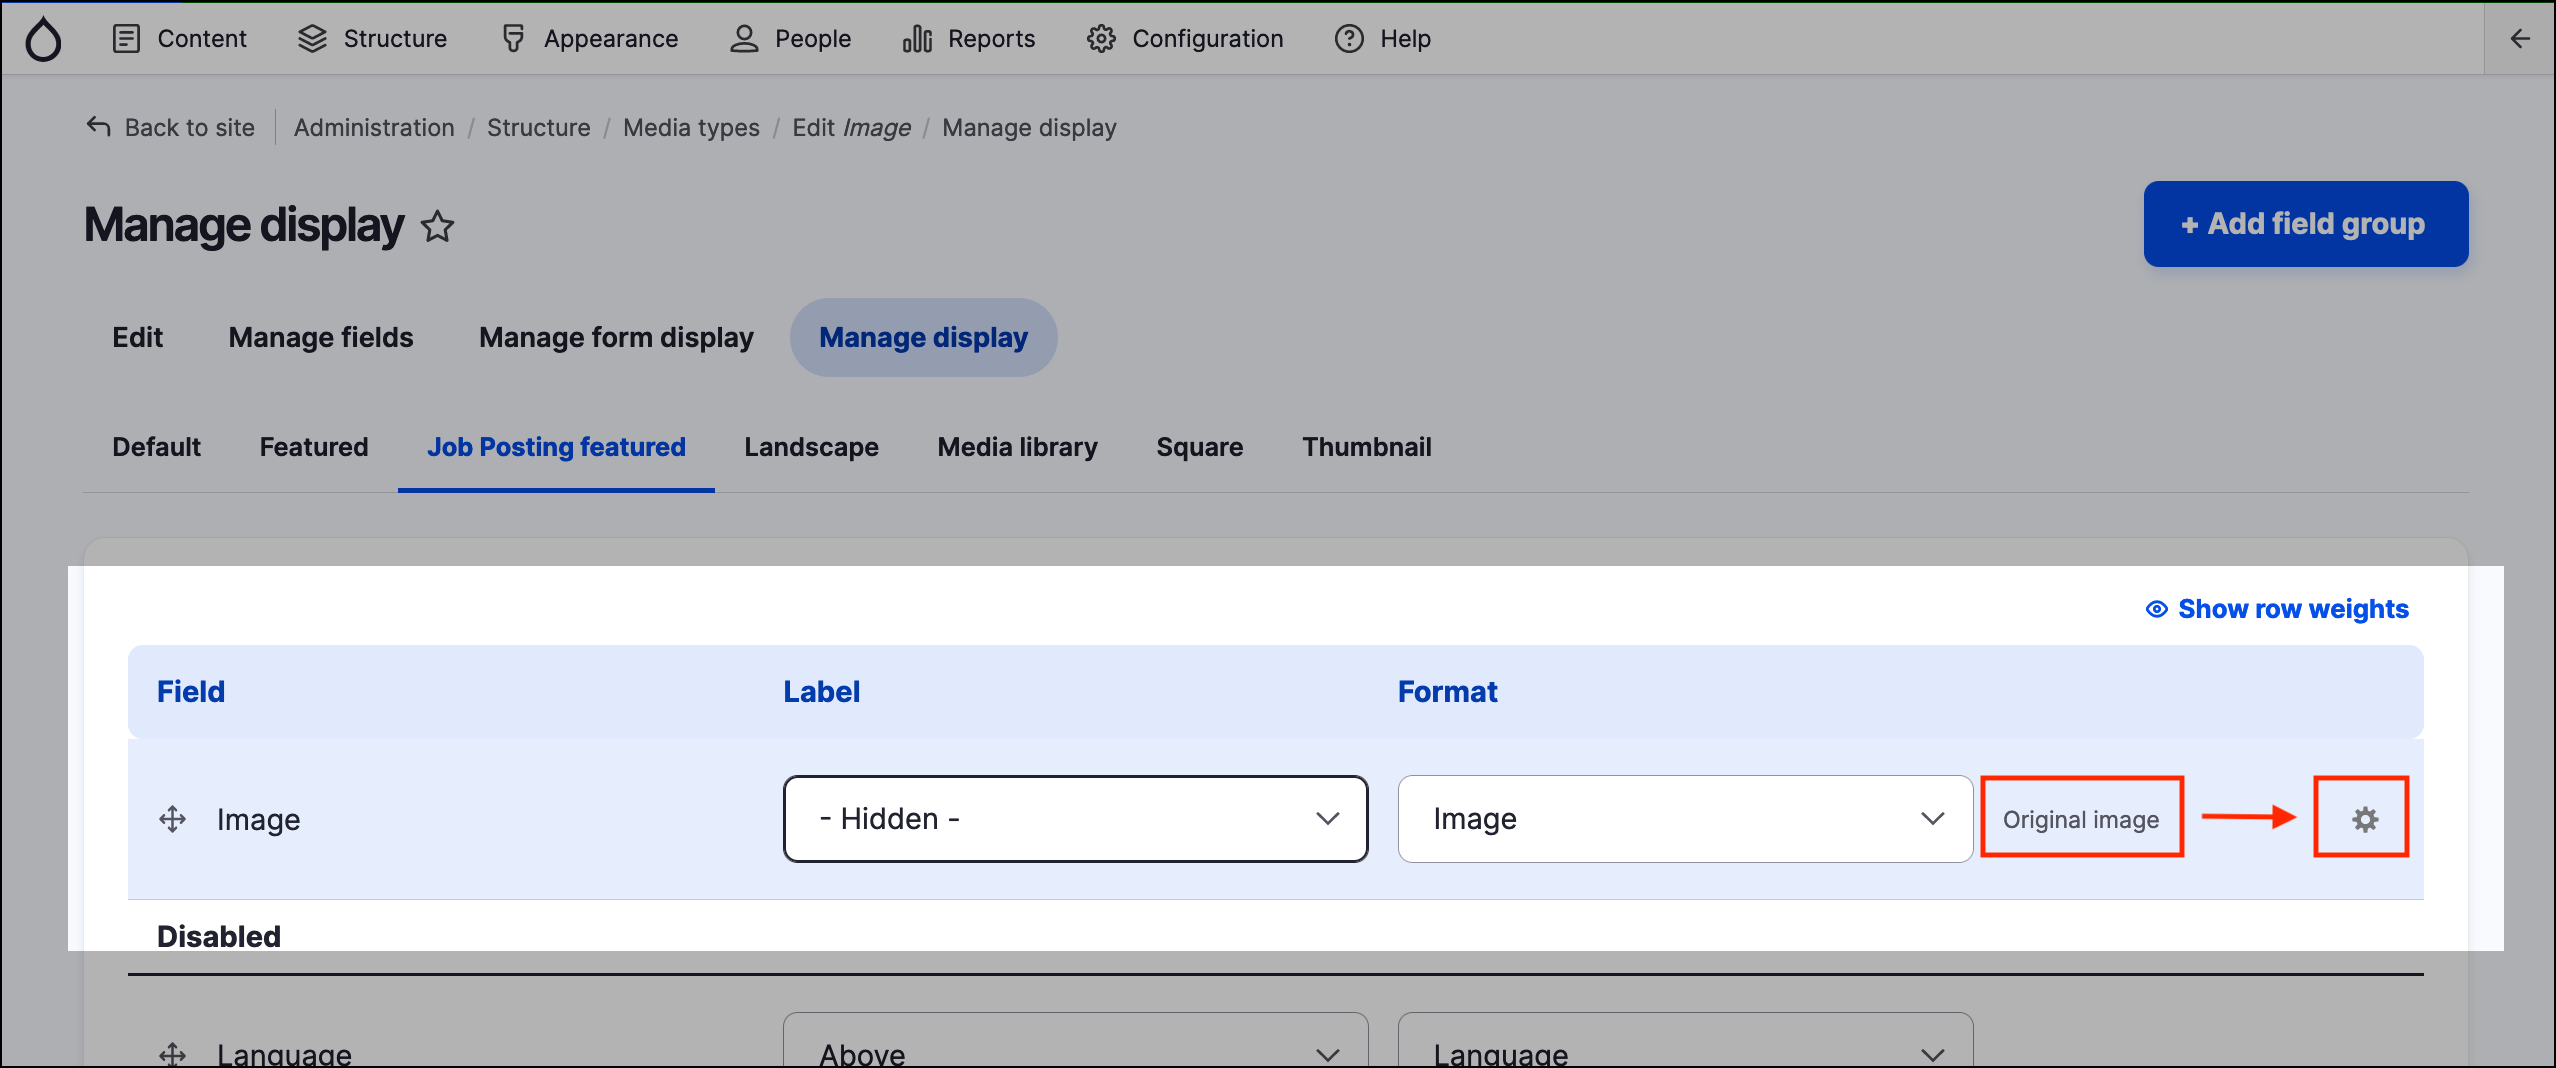 Content Structure Appearance People Reports Configuration Help
Back to site Administration / Structure / Media types / Edit Image / Manage display
Manage display
+ Add field group
Edit Manage fields Manage form display Manage display
Default Featured Job Posting featured Landscape Media library Square Thumbnail
Show row weights
Field Label Format
Image - Hidden - Image Original image
Disabled
Language Above Language